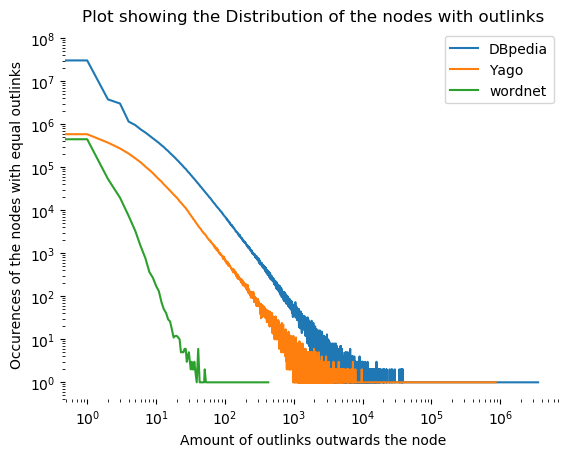 Plot showing the Distribution of the nodes with outlinks
DBpedia
Yago
wordnet
Occurences of the nodes with equal outlinks
10^8
10^7
10^6
10^5
10^4
10^3
10^2
10^1
10^0
10^0 10^1 10^2 10^3 10^4 10^5 10^6
Amount of outlinks outwards the node